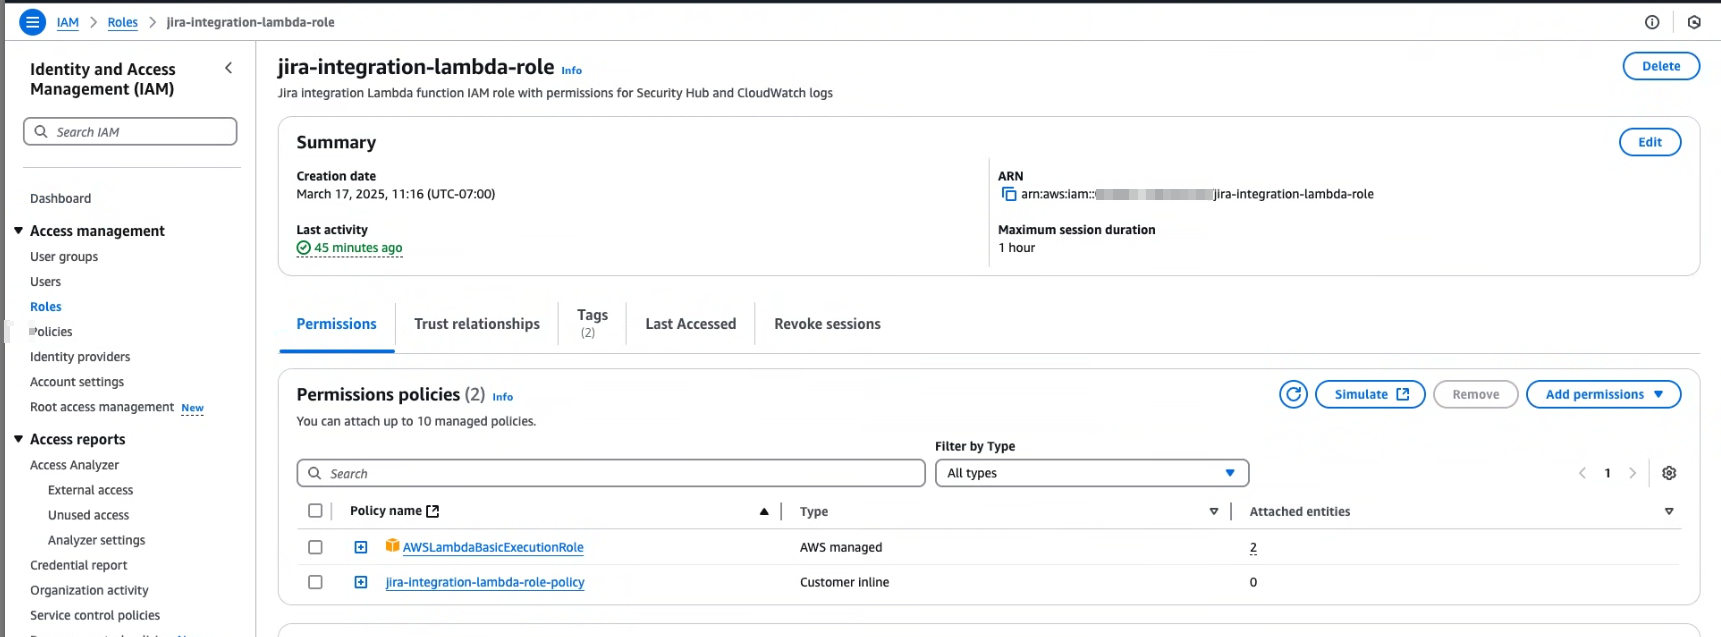 IAM > Roles > jira-integration-lambda-role
Identity and Access
Management (IAM)
Search IAM
Dashboard
Access management
User groups
Users
Roles
Policies
Identity providers
Account settings
Root access management New
Access reports
Access Analyzer
External access
Unused access
Analyzer settings
Credential report
Organization activity
Service control policies
jira-integration-lambda-role Info
Delete
Jira integration Lambda function IAM role with permissions for Security Hub and CloudWatch logs
Summary
Edit
Creation date
March 17, 2025, 11:16 (UTC-07:00)
ARN
arn:aws:iam:: jira-integration-lambda-role
Last activity
45 minutes ago
Maximum session duration
1 hour
Permissions
Trust relationships
Tags
(2)
Last Accessed
Revoke sessions
Permissions policies (2) Info
Simulate
Remove
Add permissions
You can attach up to 10 managed policies.
Filter by Type
Search
All types
1
Policy name
Type
Attached entities
AWSLambdaBasicExecutionRole
AWS managed
2
jira-integration-lambda-role-policy
Customer inline
0